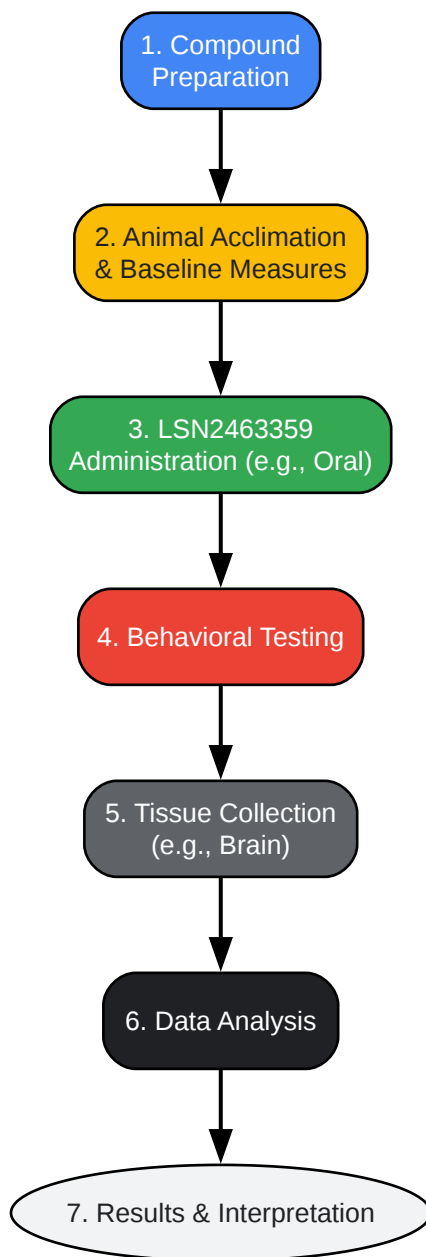 1. Compound
Preparation
2. Animal Acclimation
& Baseline Measures
3. LSN2463359
Administration (e.g., Oral)
4. Behavioral Testing
5. Tissue Collection
(e.g., Brain)
6. Data Analysis
7. Results & Interpretation